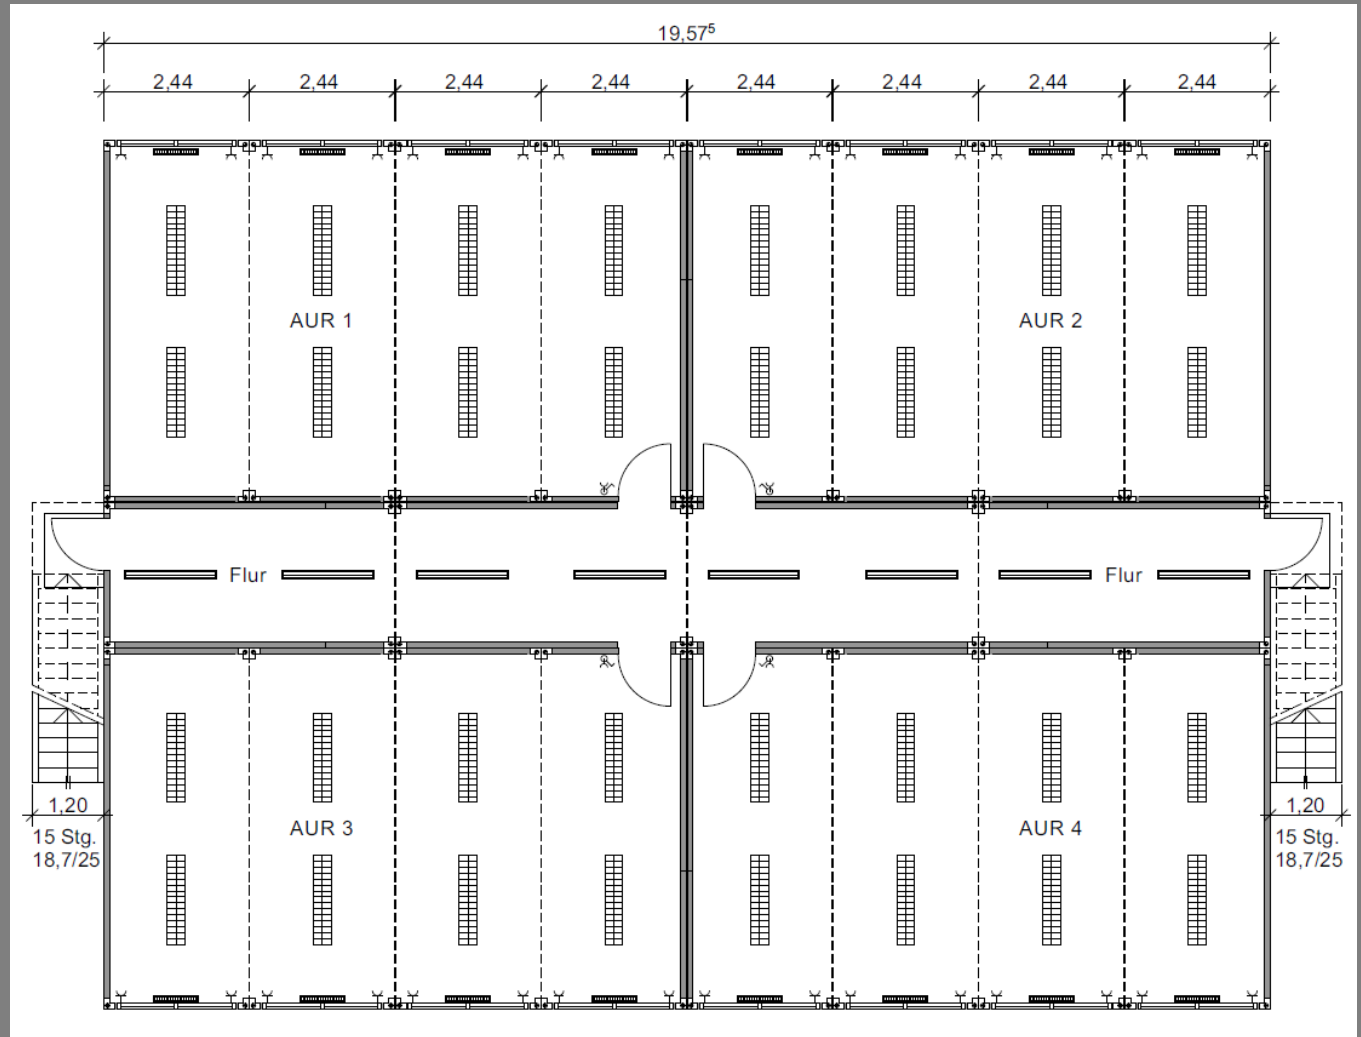 19,57⁵
2,44 2,44 2,44 2,44 2,44 2,44 2,44 2,44
AUR 1 AUR 2
Flur Flur
AUR 3 AUR 4
1,20 1,20
15 Stg. 15 Stg.
18,7/25 18,7/25